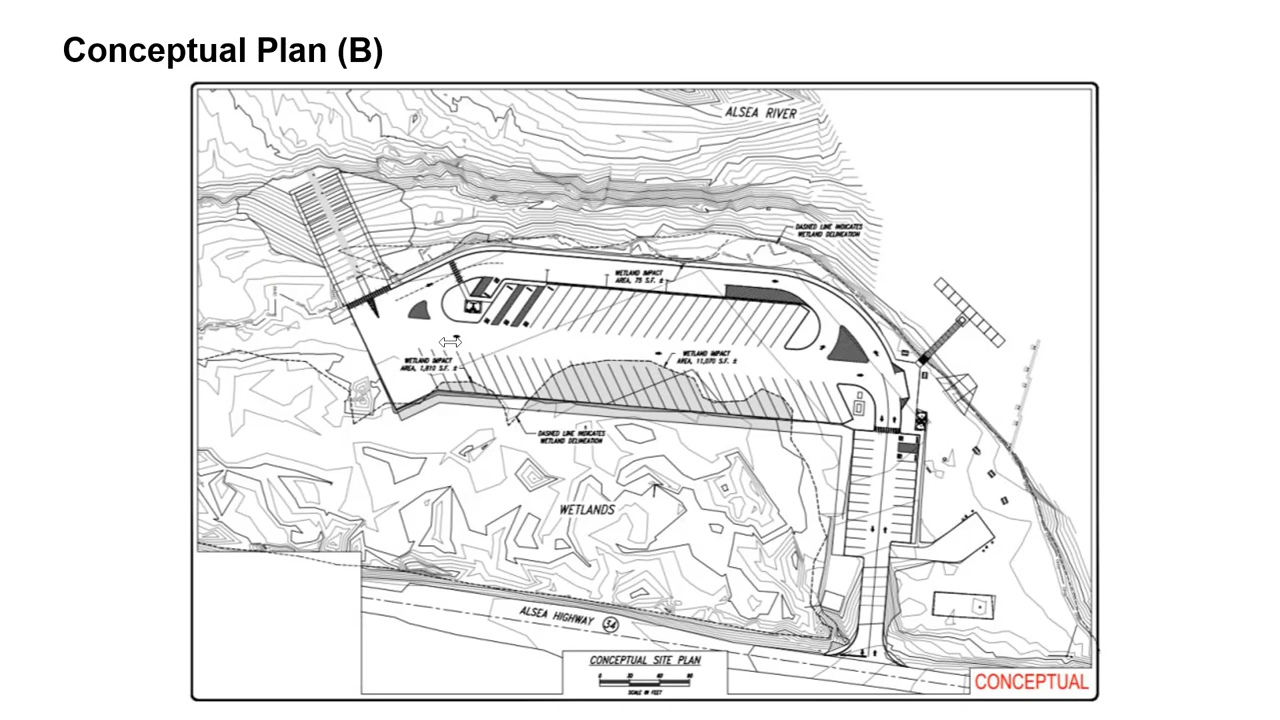 Conceptual Plan (B)
ALSEA RIVER
DASHED LINE INDICATES
WETLAND DELINEATION
WETLAND IMPACT
AREA, 75 S.F. ±
WETLAND IMPACT
AREA, 1,810 S.F. ±
WETLAND IMPACT
AREA, 11,070 S.F. ±
DASHED LINE INDICATES
WETLAND DELINEATION
WETLANDS
ALSEA HIGHWAY 34
CONCEPTUAL SITE PLAN
SCALE IN FEET
CONCEPTUAL